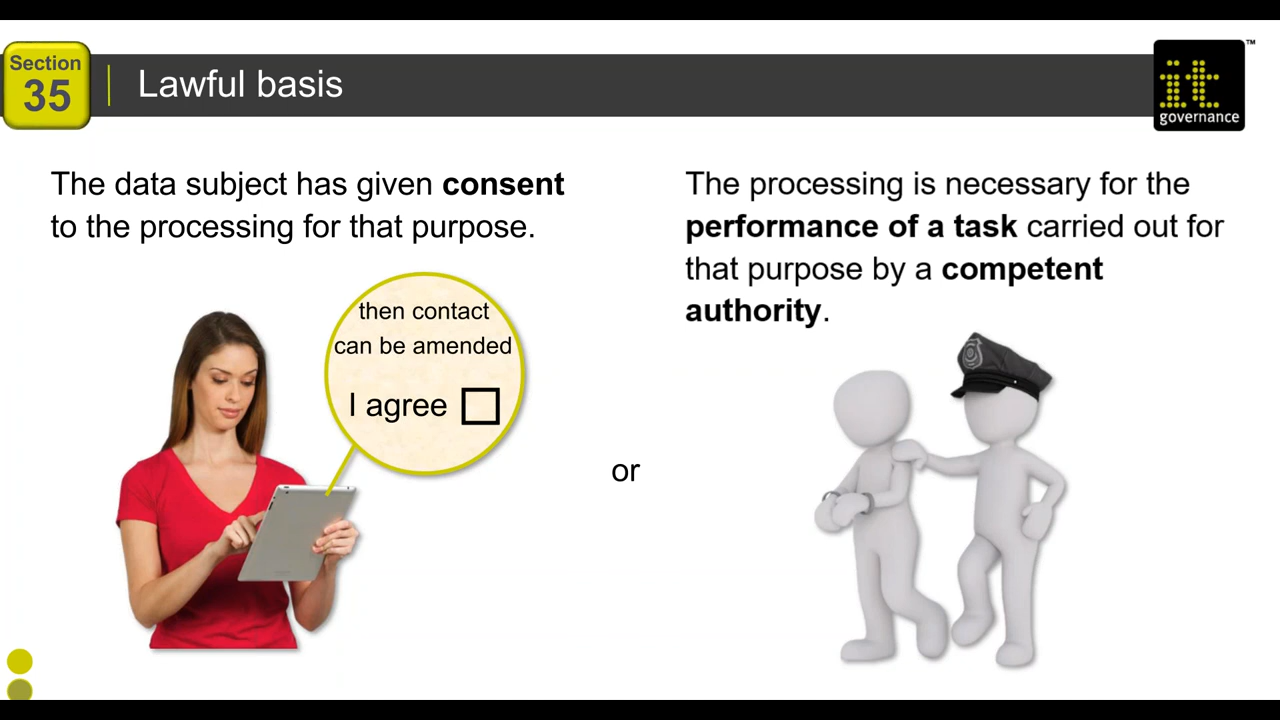 Section
35
Lawful basis
it
governance
™
The data subject has given consent
to the processing for that purpose.
then contact
can be amended
I agree
or
The processing is necessary for the
performance of a task carried out for
that purpose by a competent
authority.